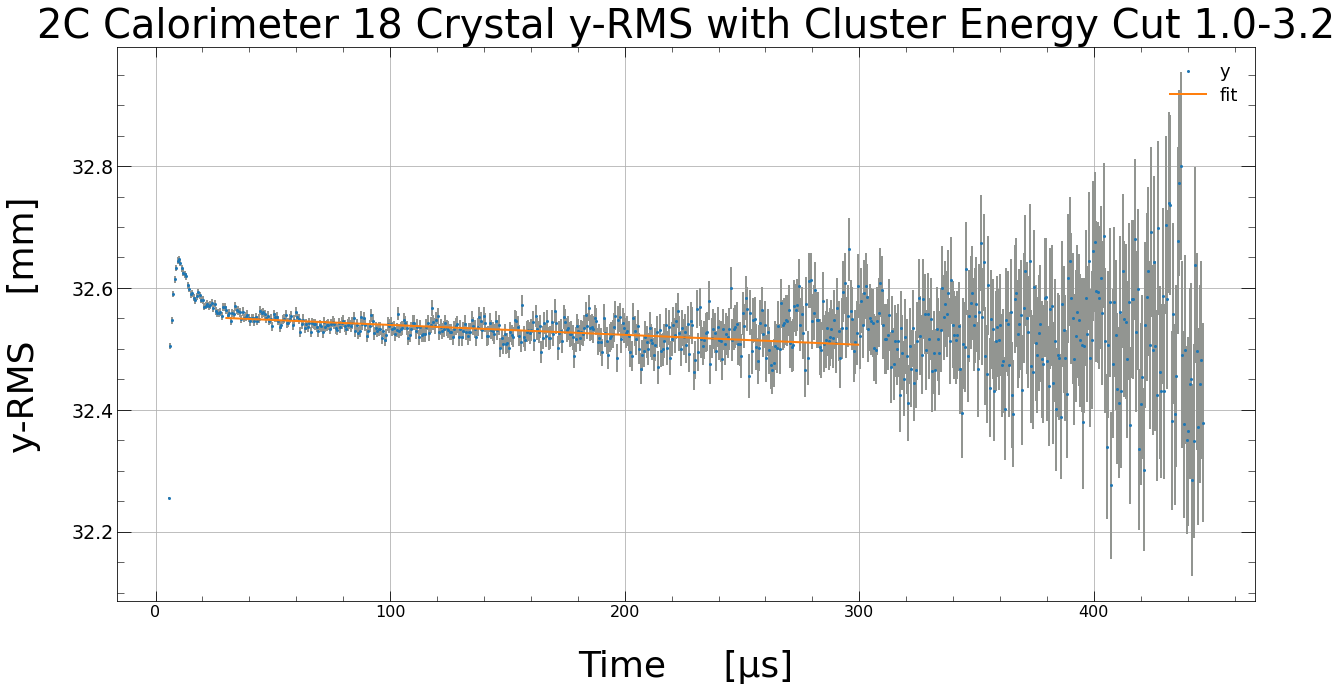 2C Calorimeter 18 Crystal y-RMS with Cluster Energy Cut 1.0-3.2
y
fit
y-RMS [mm]
32.8
32.6
32.4
32.2
0 100 200 300 400
Time [µs]